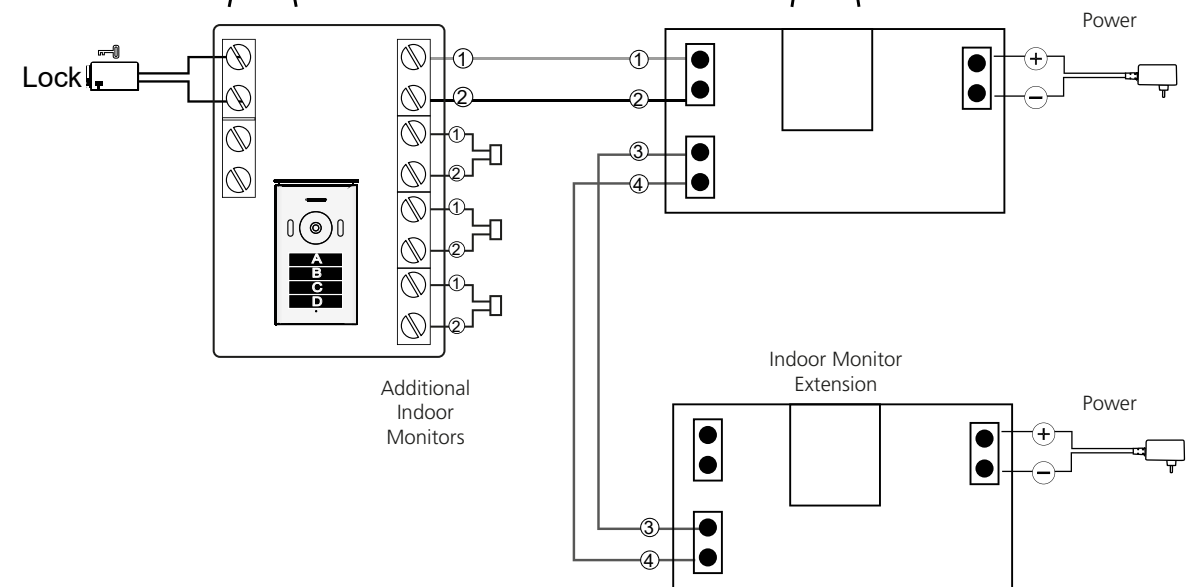 Power
Lock
1
1
+
2
2
−
1
3
2
4
1
A
B
2
C
1
D
2
Indoor Monitor
Extension
Additional
Indoor
Monitors
Power
+
−
3
4